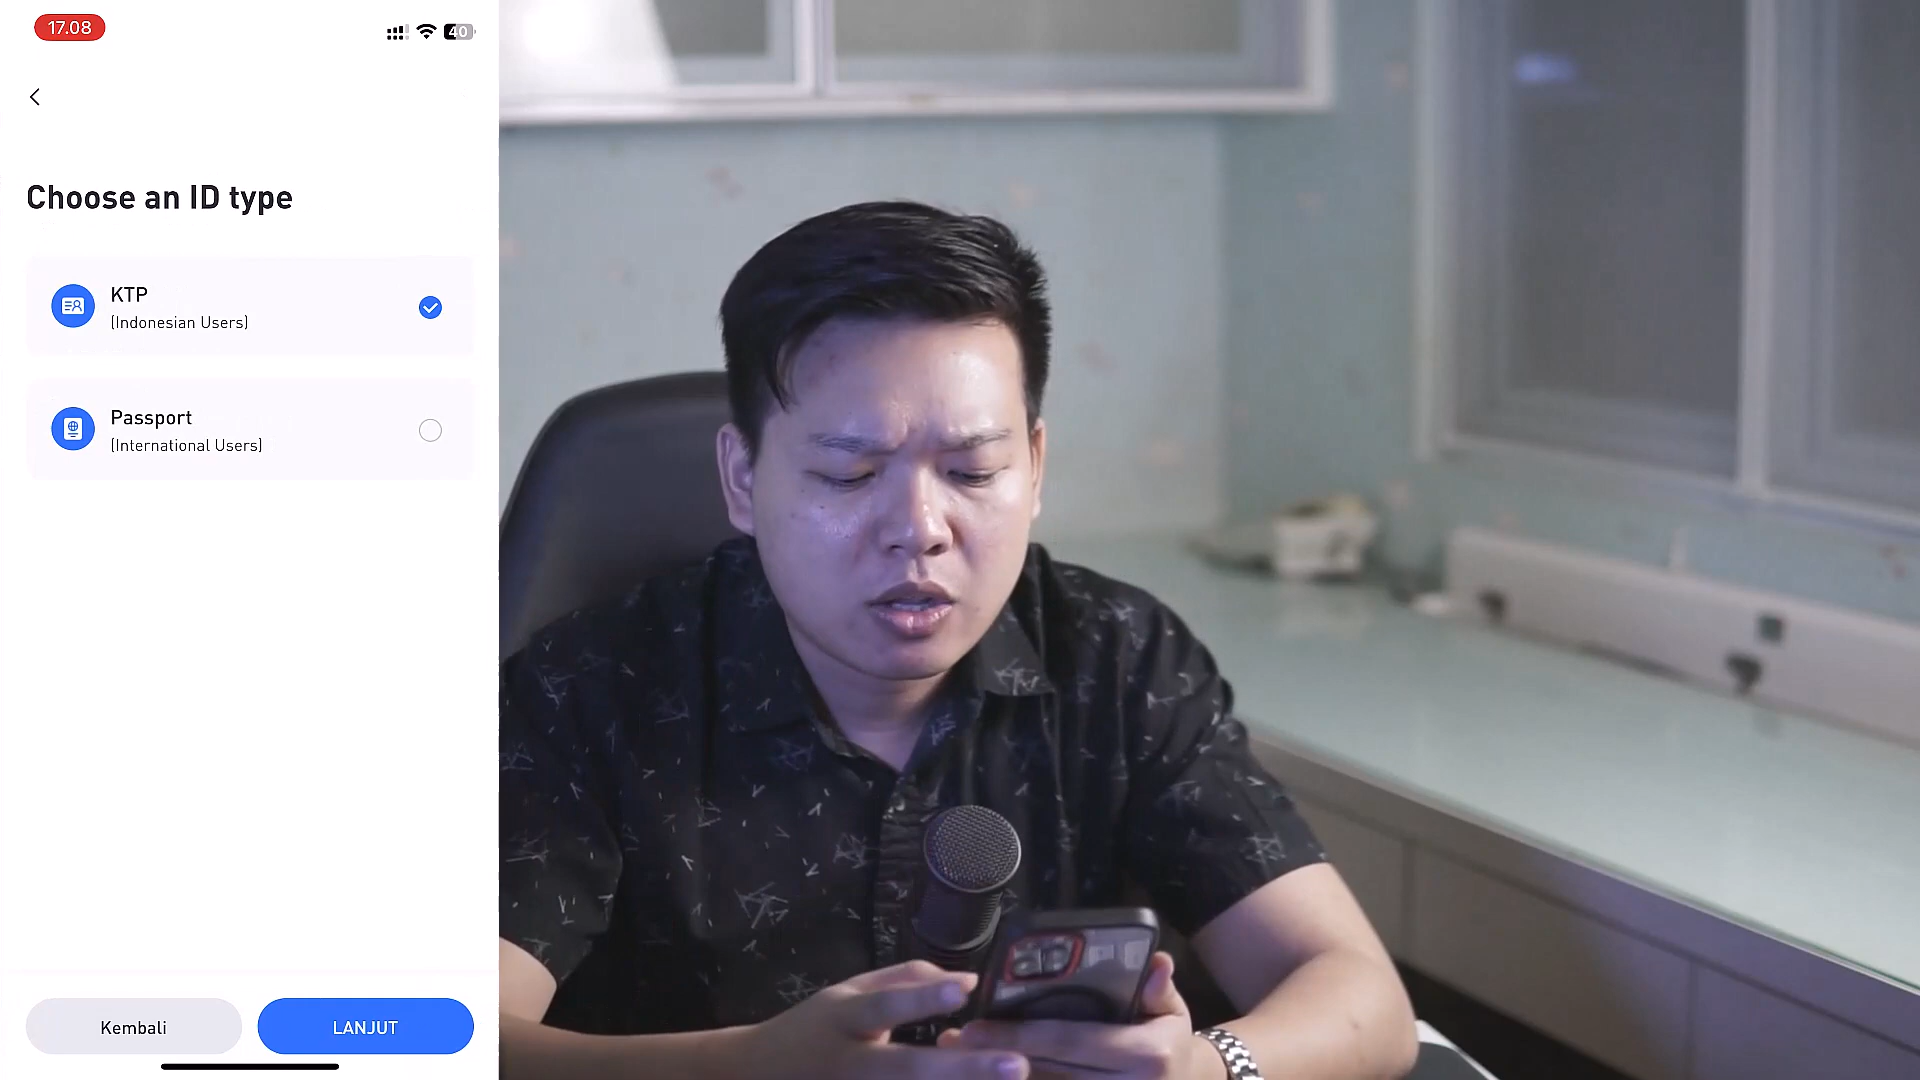 17.08
40
Choose an ID type
KTP
(Indonesian Users)
Passport
(International Users)
Kembali
LANJUT